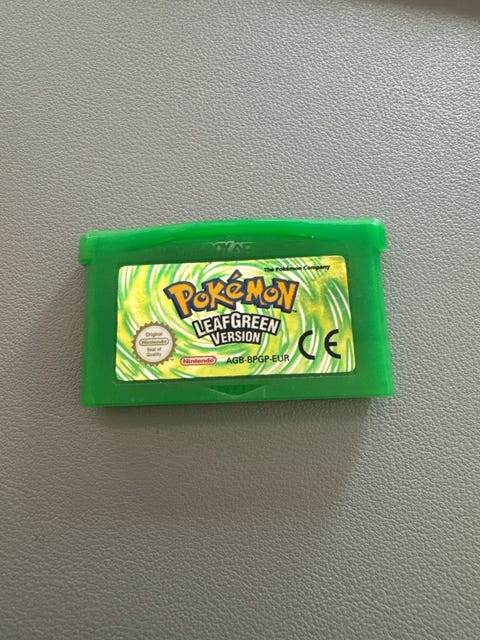 The Pokémon Company
POKéMON
LEAFGREEN
VERSION
Original
Nintendo
Seal of
Quality
Nintendo
AGB-BPGP-EUR
CE